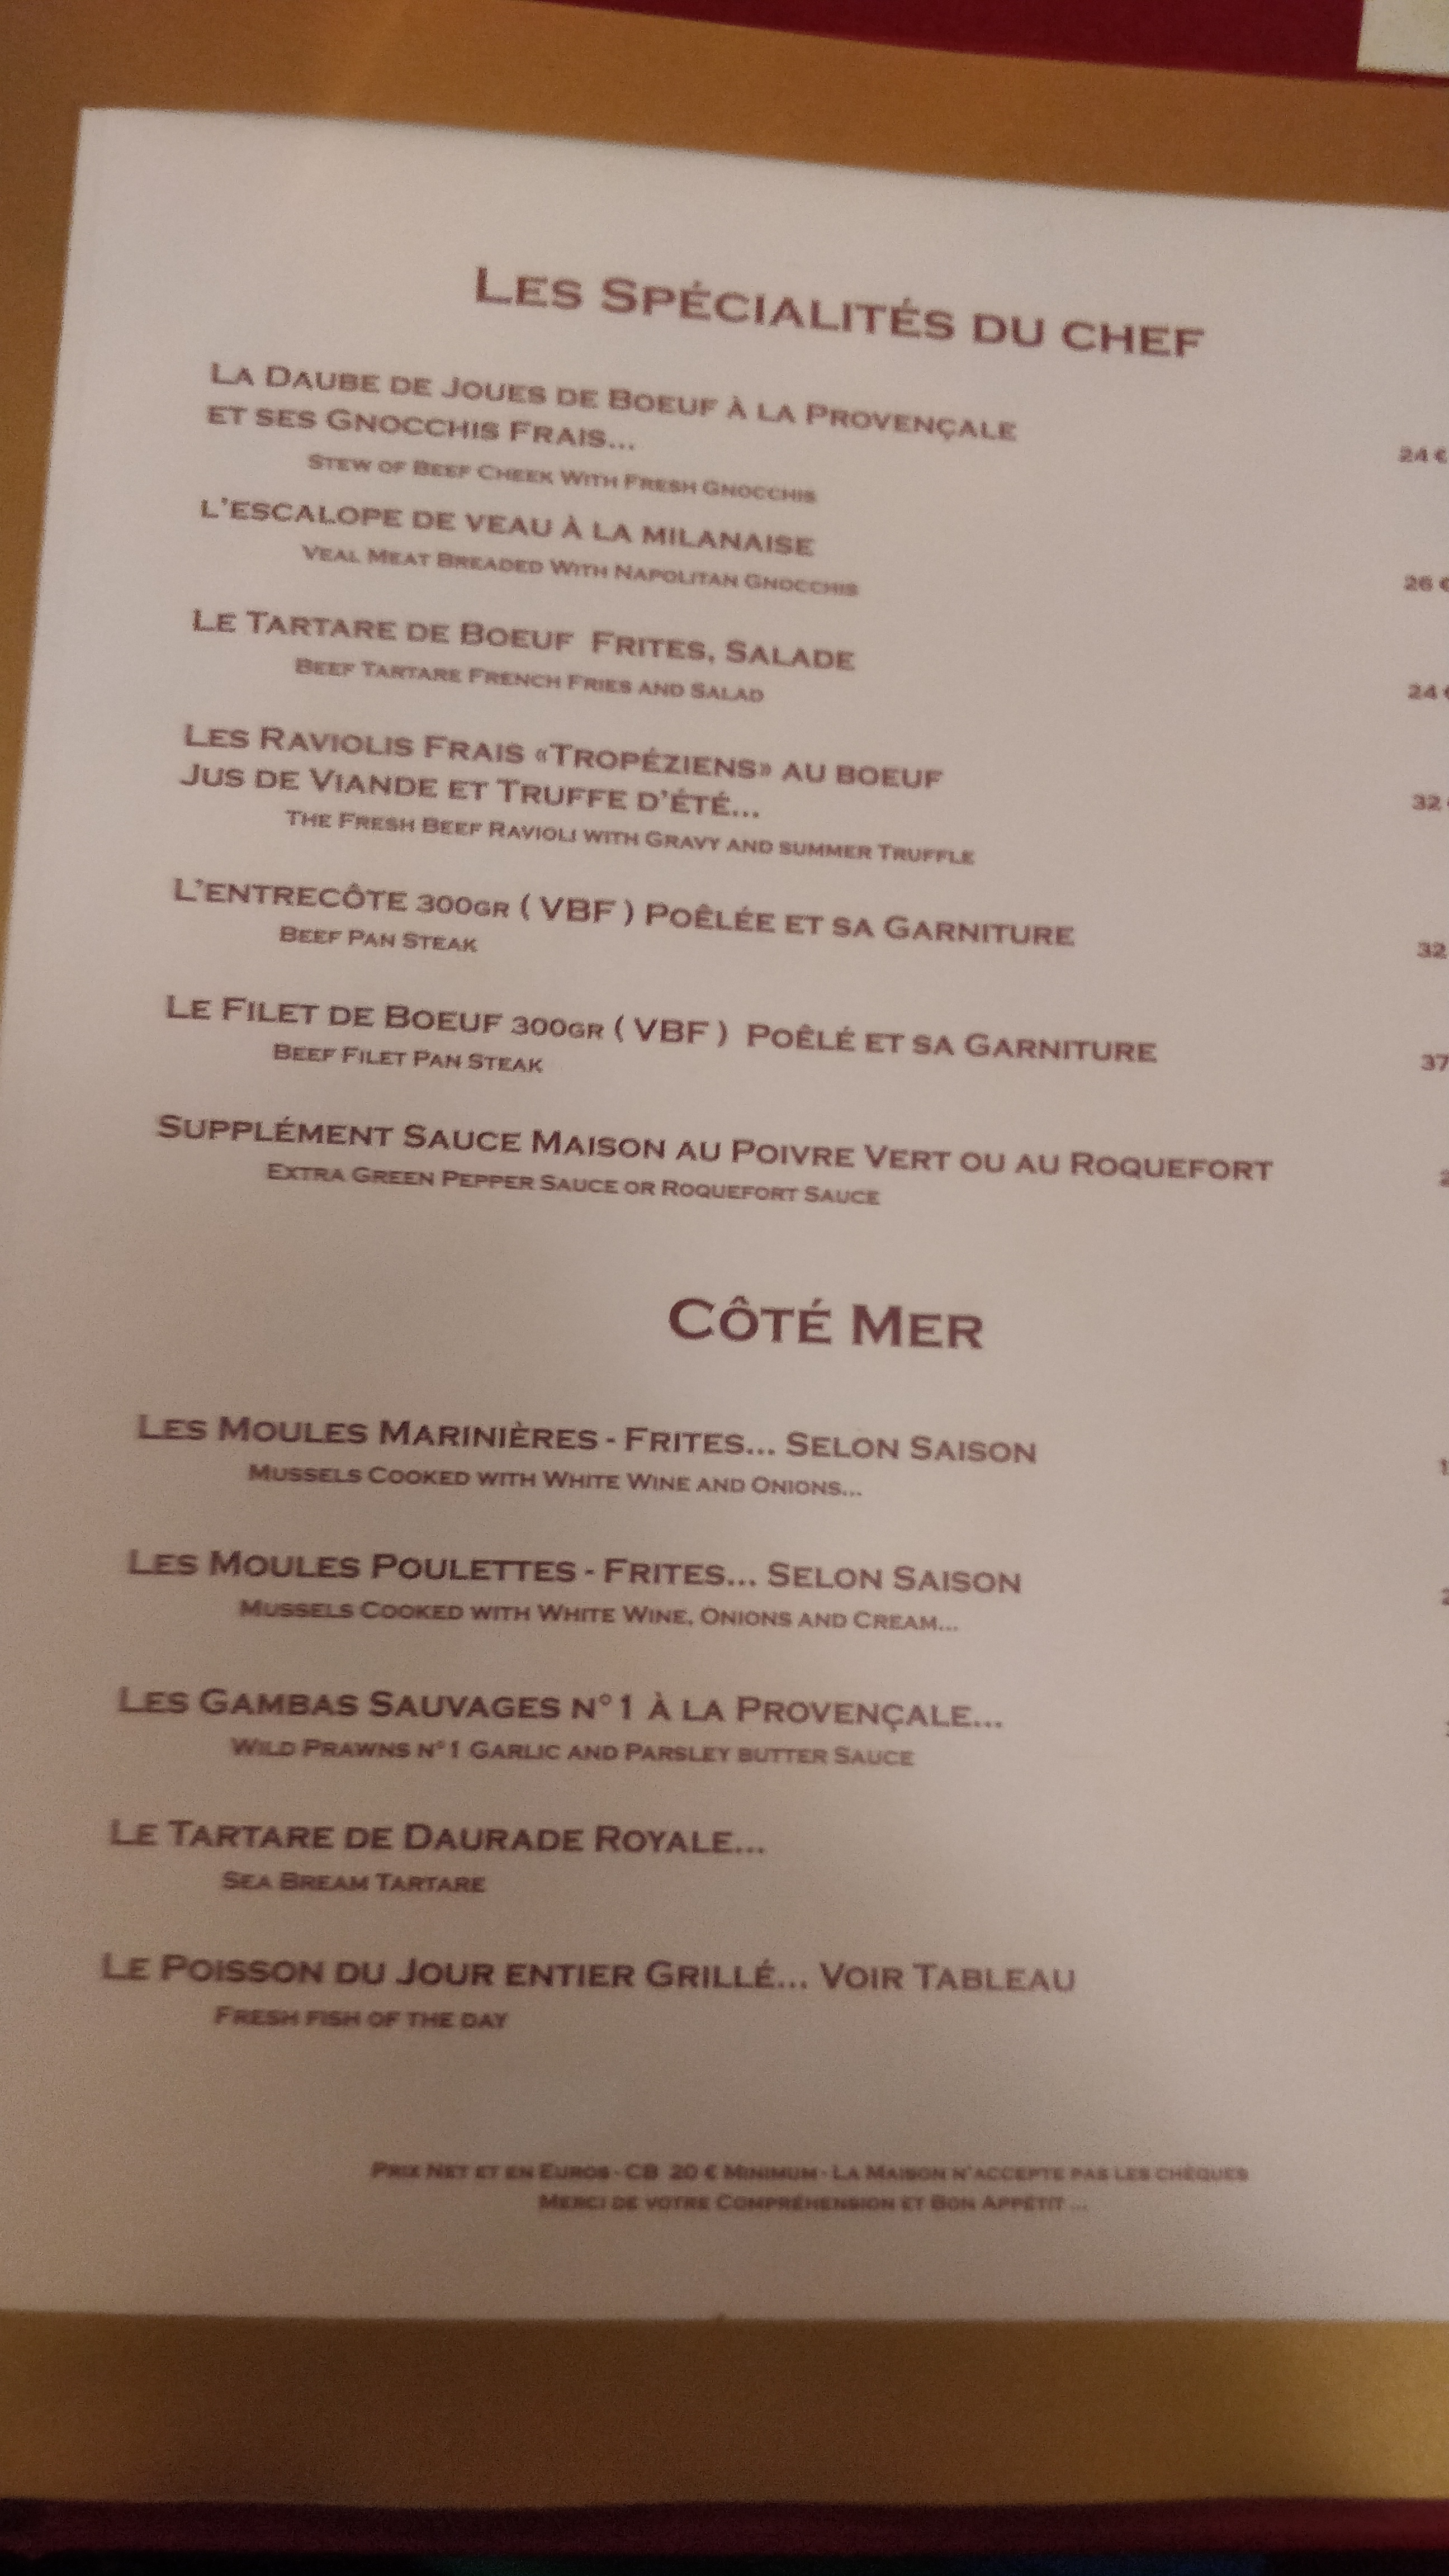 LES SPÉCIALITÉS DU CHEF
LA DAUBE DE JOUES DE BOEUF À LA PROVENÇALE
ET SES GNOCCHIS FRAIS... 24 €
STEW OF BEEF CHEEK WITH FRESH GNOCCHIS
L'ESCALOPE DE VEAU À LA MILANAISE 26 €
VEAL MEAT BREADED WITH NAPOLITAN GNOCCHIS
LE TARTARE DE BOEUF FRITES, SALADE 24 €
BEEF TARTARE FRENCH FRIES AND SALAD
LES RAVIOLIS FRAIS «TROPÉZIENS» AU BOEUF
JUS DE VIANDE ET TRUFFE D'ÉTÉ... 32
THE FRESH BEEF RAVIOLI WITH GRAVY AND SUMMER TRUFFLE
L'ENTRECÔTE 300GR ( VBF ) POÊLÉE ET SA GARNITURE 32
BEEF PAN STEAK
LE FILET DE BOEUF 300GR ( VBF ) POÊLÉ ET SA GARNITURE 37
BEEF FILET PAN STEAK
SUPPLÉMENT SAUCE MAISON AU POIVRE VERT OU AU ROQUEFORT
EXTRA GREEN PEPPER SAUCE OR ROQUEFORT SAUCE
CÔTÉ MER
LES MOULES MARINIÈRES - FRITES... SELON SAISON
MUSSELS COOKED WITH WHITE WINE AND ONIONS...
LES MOULES POULETTES - FRITES... SELON SAISON
MUSSELS COOKED WITH WHITE WINE, ONIONS AND CREAM...
LES GAMBAS SAUVAGES N°1 À LA PROVENÇALE...
WILD PRAWNS N°1 GARLIC AND PARSLEY BUTTER SAUCE
LE TARTARE DE DAURADE ROYALE...
SEA BREAM TARTARE
LE POISSON DU JOUR ENTIER GRILLÉ... VOIR TABLEAU
FRESH FISH OF THE DAY
PRIX NET ET EN EUROS - CB 20 € MINIMUM - LA MAISON N'ACCEPTE PAS LES CHÈQUES
MERCI DE VOTRE COMPRÉHENSION ET BON APPÉTIT ...